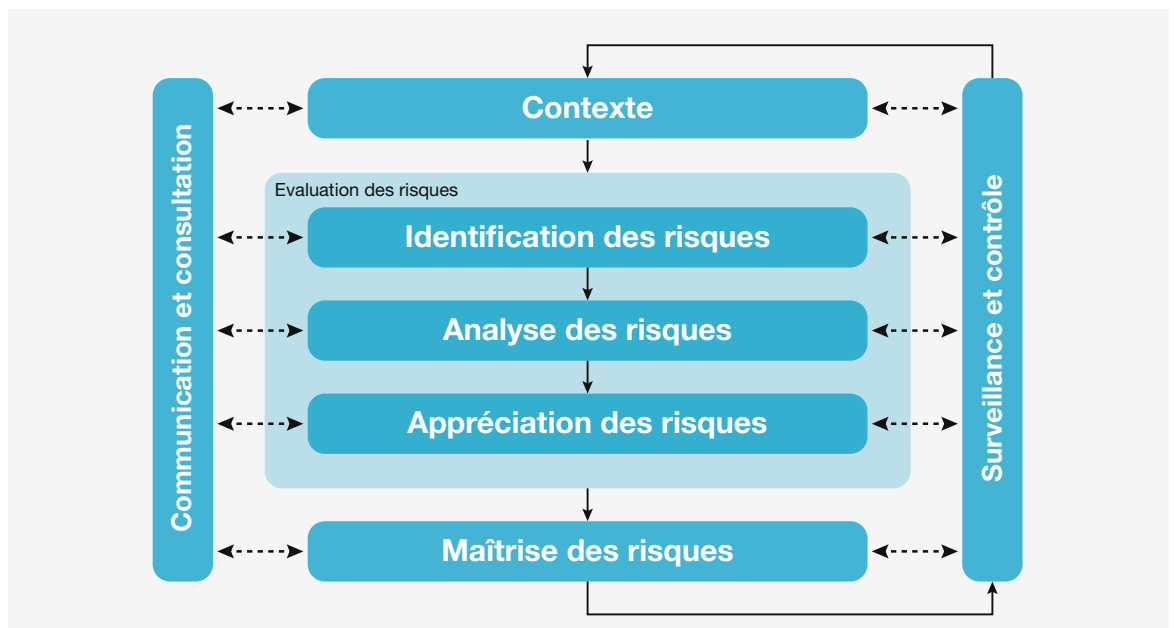 Contexte
Communication et consultation
Evaluation des risques
Identification des risques
Analyse des risques
Appréciation des risques
Maîtrise des risques
Surveillance et contrôle